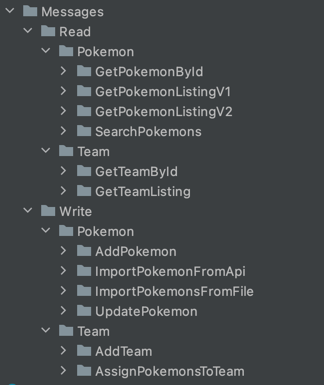 Messages
Read
Pokemon
GetPokemonById
GetPokemonListingV1
GetPokemonListingV2
SearchPokemons
Team
GetTeamById
GetTeamListing
Write
Pokemon
AddPokemon
ImportPokemonFromApi
ImportPokemonsFromFile
UpdatePokemon
Team
AddTeam
AssignPokemonsToTeam